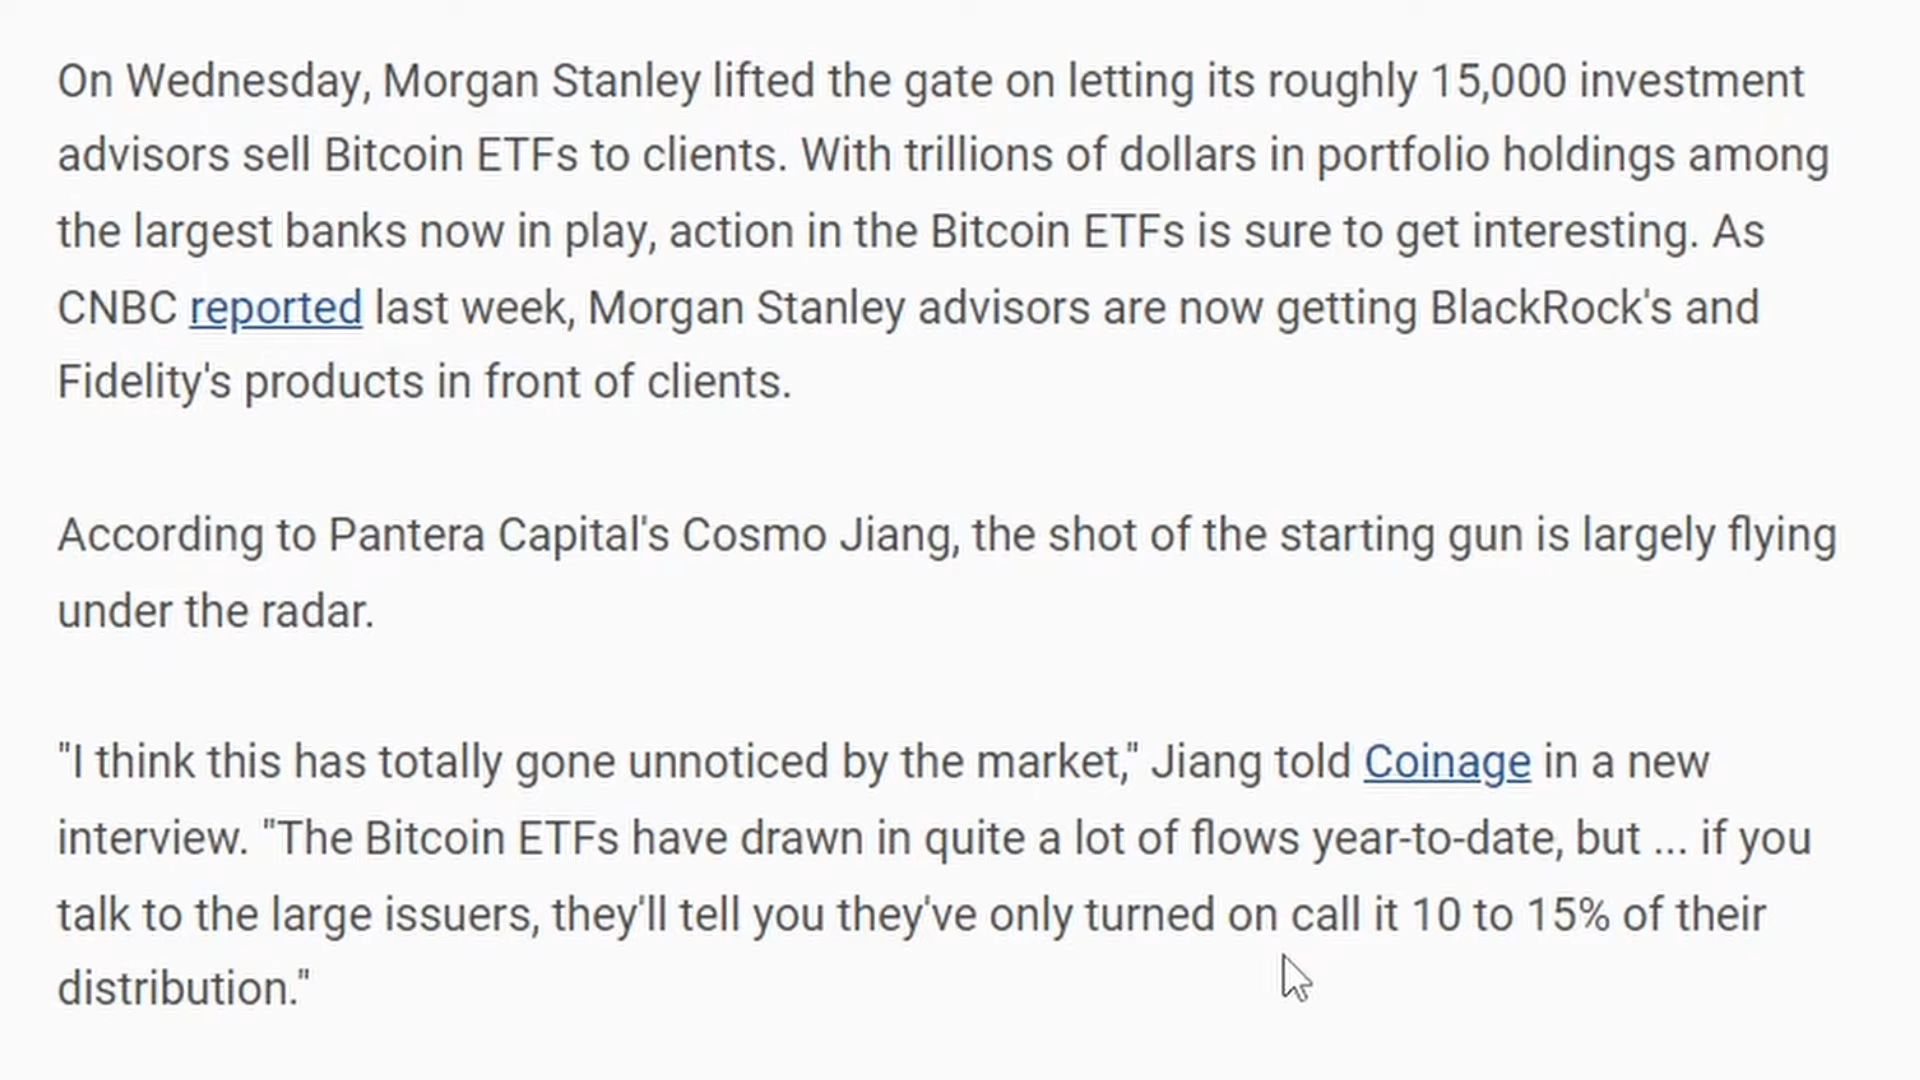 On Wednesday, Morgan Stanley lifted the gate on letting its roughly 15,000 investment
advisors sell Bitcoin ETFs to clients. With trillions of dollars in portfolio holdings among
the largest banks now in play, action in the Bitcoin ETFs is sure to get interesting. As
CNBC reported last week, Morgan Stanley advisors are now getting BlackRock's and
Fidelity's products in front of clients.
According to Pantera Capital's Cosmo Jiang, the shot of the starting gun is largely flying
under the radar.
"I think this has totally gone unnoticed by the market," Jiang told Coinage in a new
interview. "The Bitcoin ETFs have drawn in quite a lot of flows year-to-date, but ... if you
talk to the large issuers, they'll tell you they've only turned on call it 10 to 15% of their
distribution."